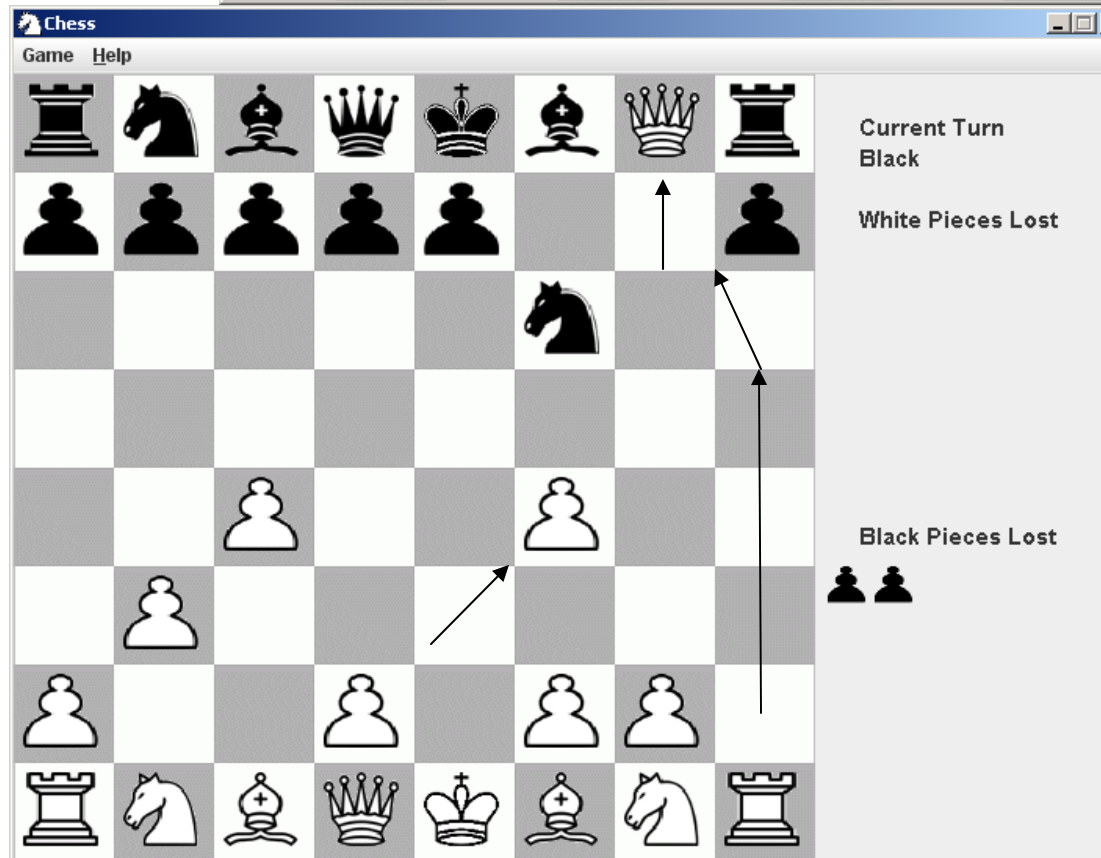 Chess
Game Help
Current Turn
Black
White Pieces Lost
Black Pieces Lost